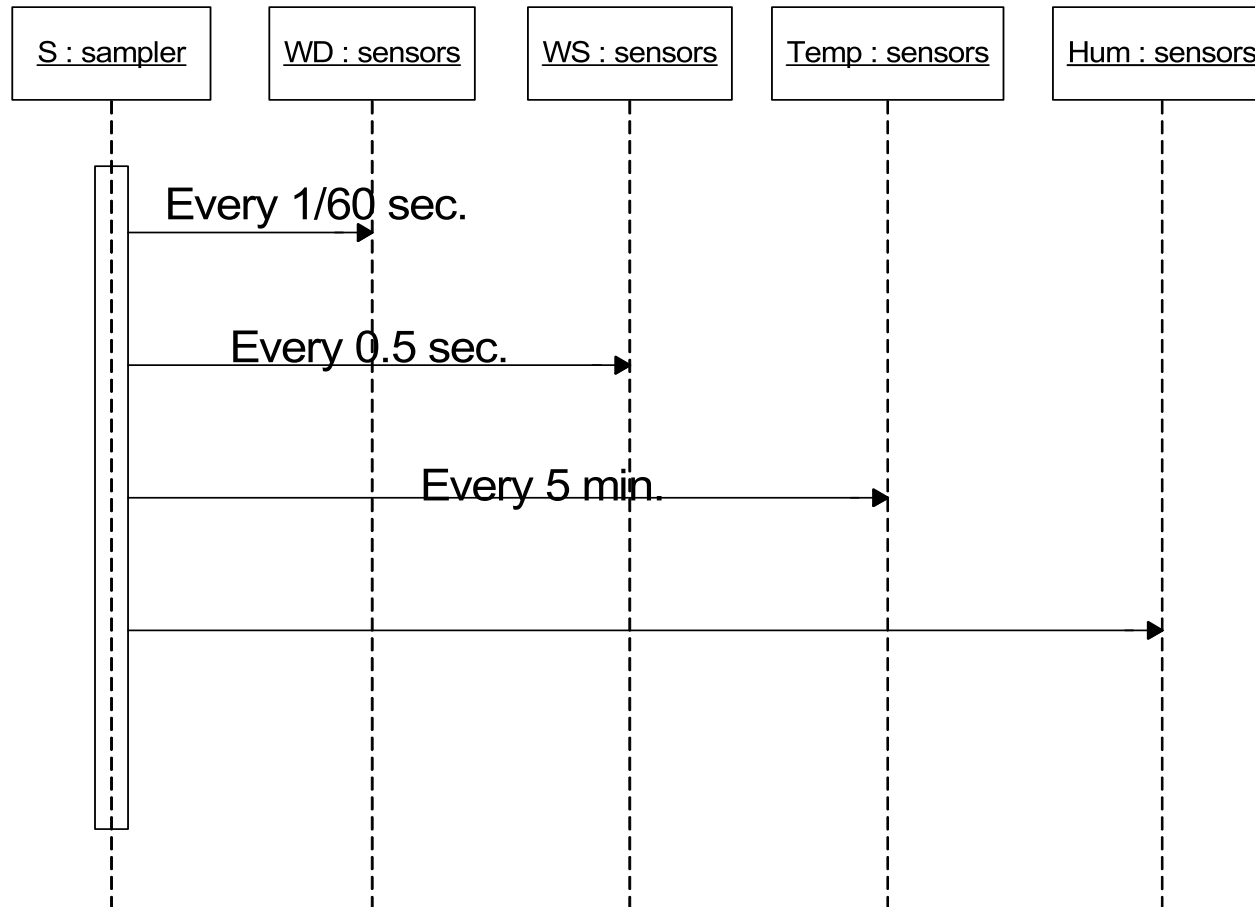 S : sampler
WD : sensors
WS : sensors
Temp : sensors
Hum : sensors
Every 1/60 sec.
Every 0.5 sec.
Every 5 min.